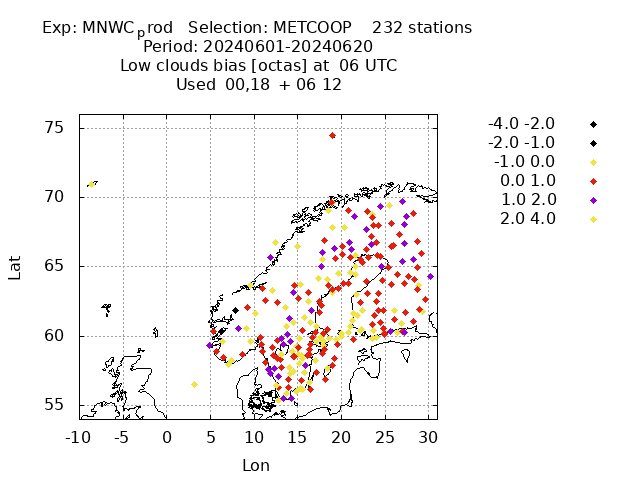 Exp: MNWC_prod   Selection: METCOOP    232 stations
Period: 20240601-20240620
Low clouds bias [octas] at  06 UTC
Used  00,18  + 06 12
-4.0 -2.0
-2.0 -1.0
-1.0 0.0
0.0 1.0
1.0 2.0
2.0 4.0
75
70
65
60
55
Lat
-10 -5 0 5 10 15 20 25 30
Lon